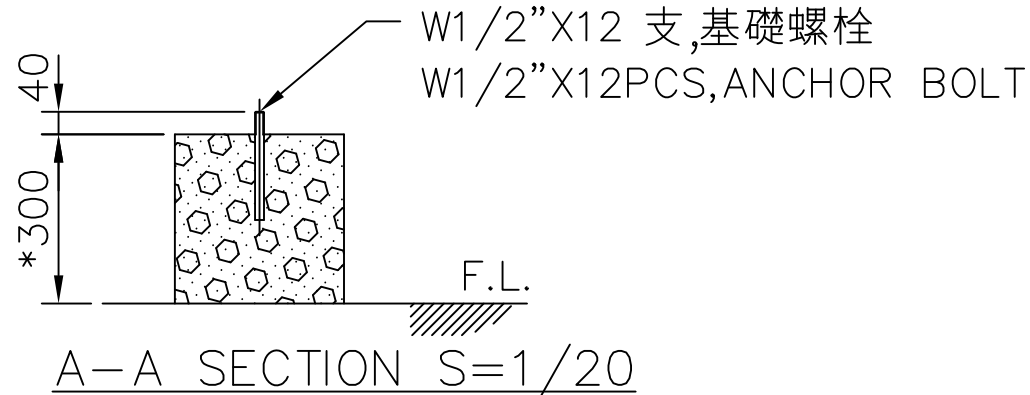 W1/2”X12 支,基礎螺栓
W1/2”X12PCS,ANCHOR BOLT
40
*300
F.L.
A-A SECTION S=1/20